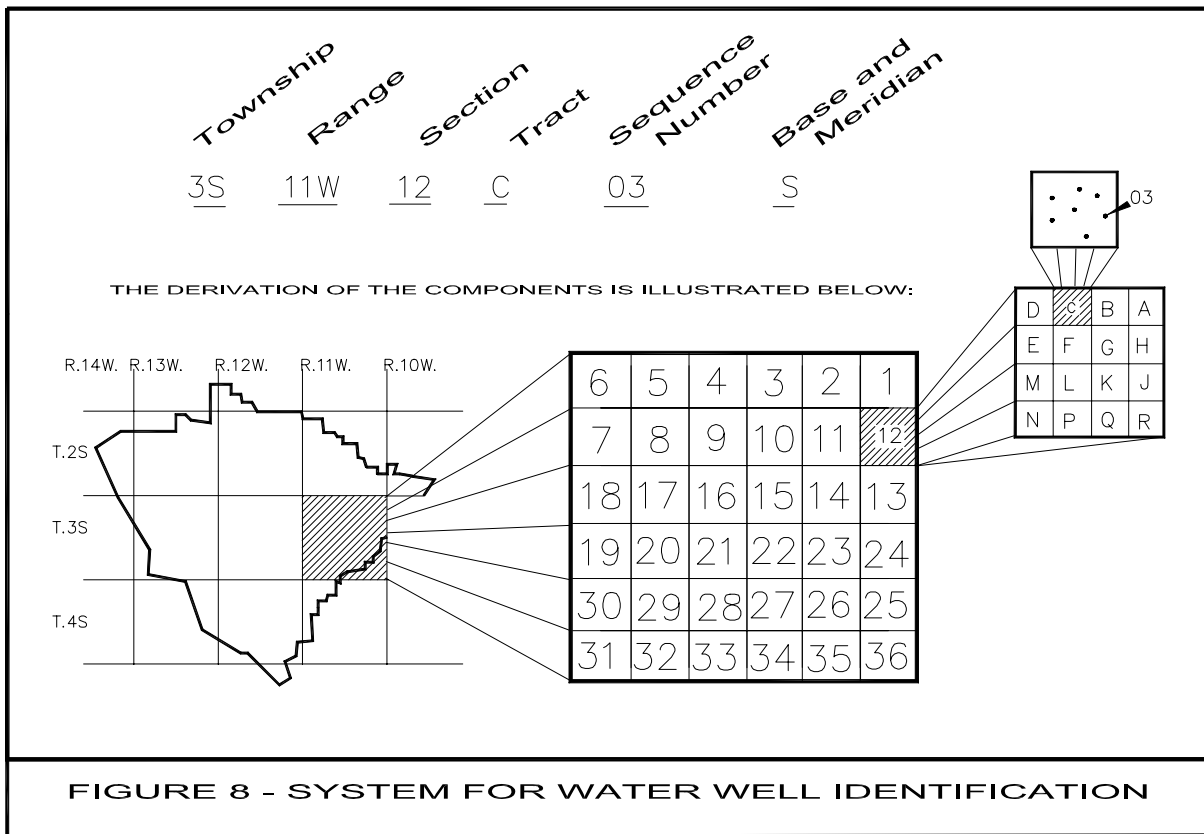 Township Range Section Tract Sequence Number Base and Meridian
3S 11W 12 C 03 S
03
THE DERIVATION OF THE COMPONENTS IS ILLUSTRATED BELOW:
D C B A
E F G H
M L K J
N P Q R
R.14W. R.13W. R.12W. R.11W. R.10W.
T.2S
T.3S
T.4S
6 5 4 3 2 1
7 8 9 10 11 12
18 17 16 15 14 13
19 20 21 22 23 24
30 29 28 27 26 25
31 32 33 34 35 36
FIGURE 8 - SYSTEM FOR WATER WELL IDENTIFICATION